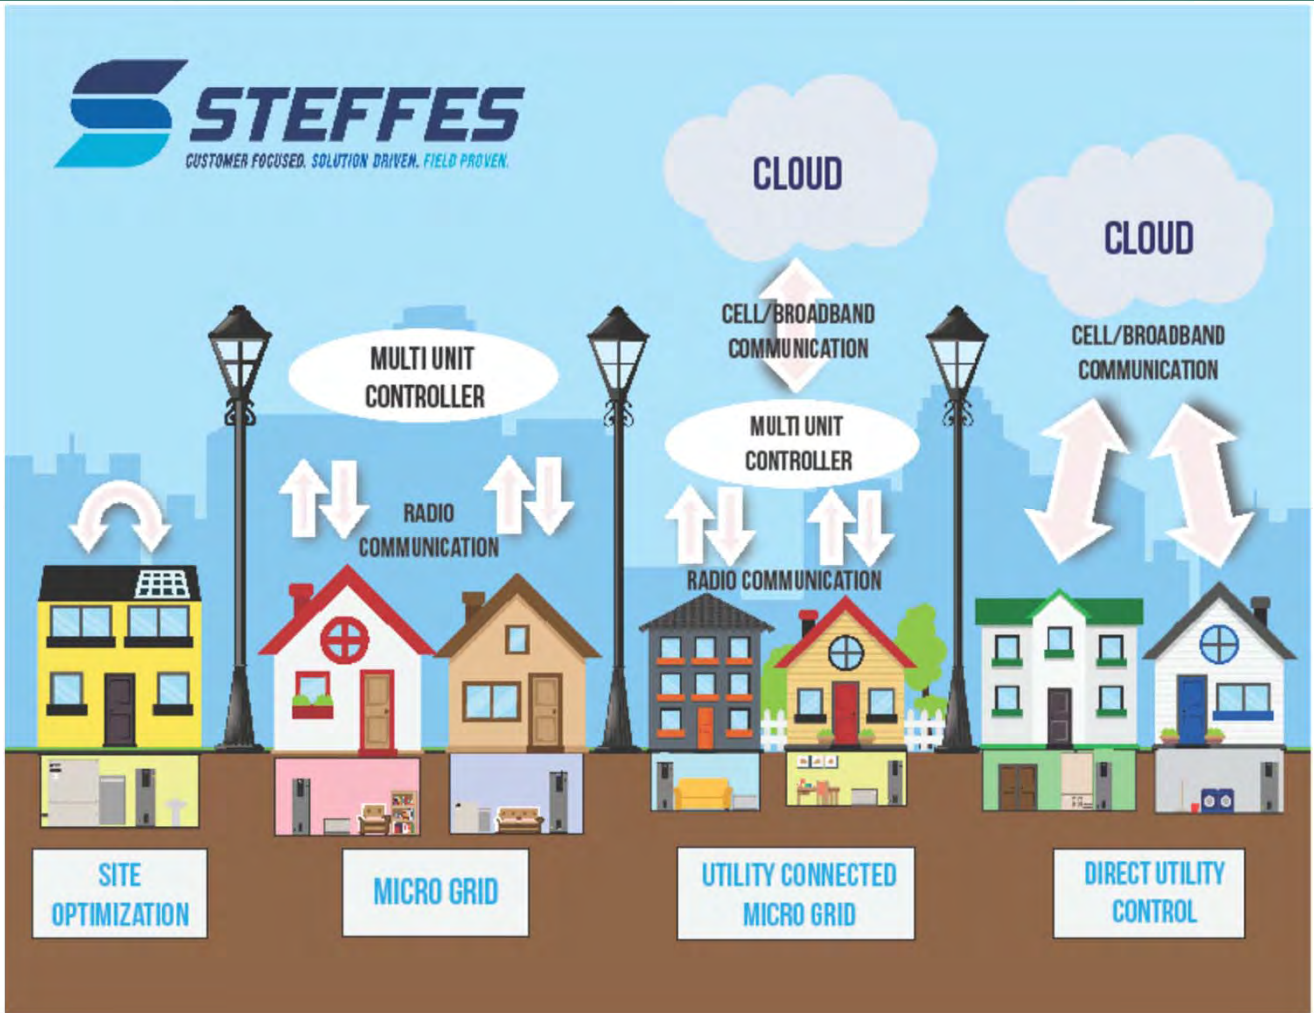 STEFFES
CUSTOMER FOCUSED. SOLUTION DRIVEN. FIELD PROVEN.
CLOUD
CLOUD
CELL/BROADBAND
COMMUNICATION
CELL/BROADBAND
COMMUNICATION
MULTI UNIT
CONTROLLER
MULTI UNIT
CONTROLLER
RADIO
COMMUNICATION
RADIO COMMUNICATION
SITE
OPTIMIZATION
MICRO GRID
UTILITY CONNECTED
MICRO GRID
DIRECT UTILITY
CONTROL